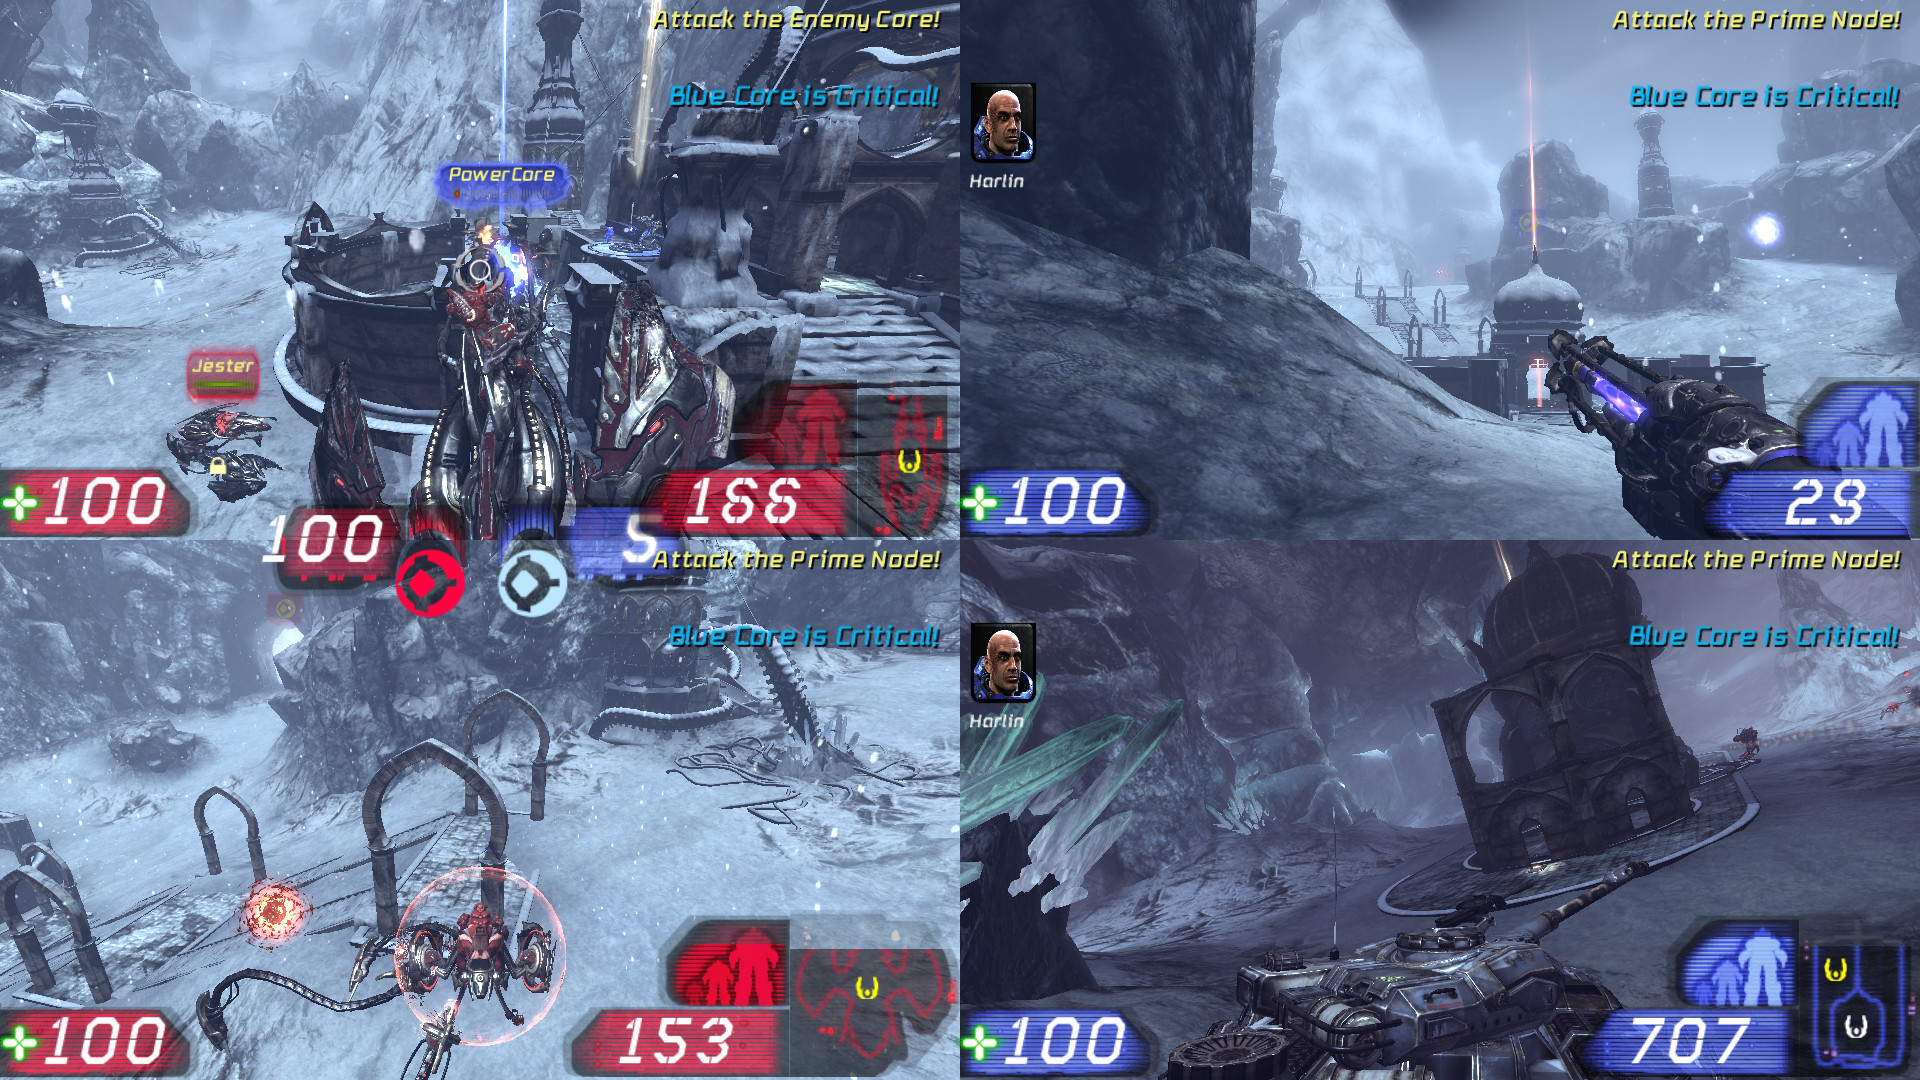 Attack the Enemy Core!
Blue Core is Critical!
PowerCore
Jester
100
188
100
5
Attack the Prime Node!
Blue Core is Critical!
Harlin
100
29
Attack the Prime Node!
Blue Core is Critical!
100
153
Attack the Prime Node!
Blue Core is Critical!
Harlin
100
707